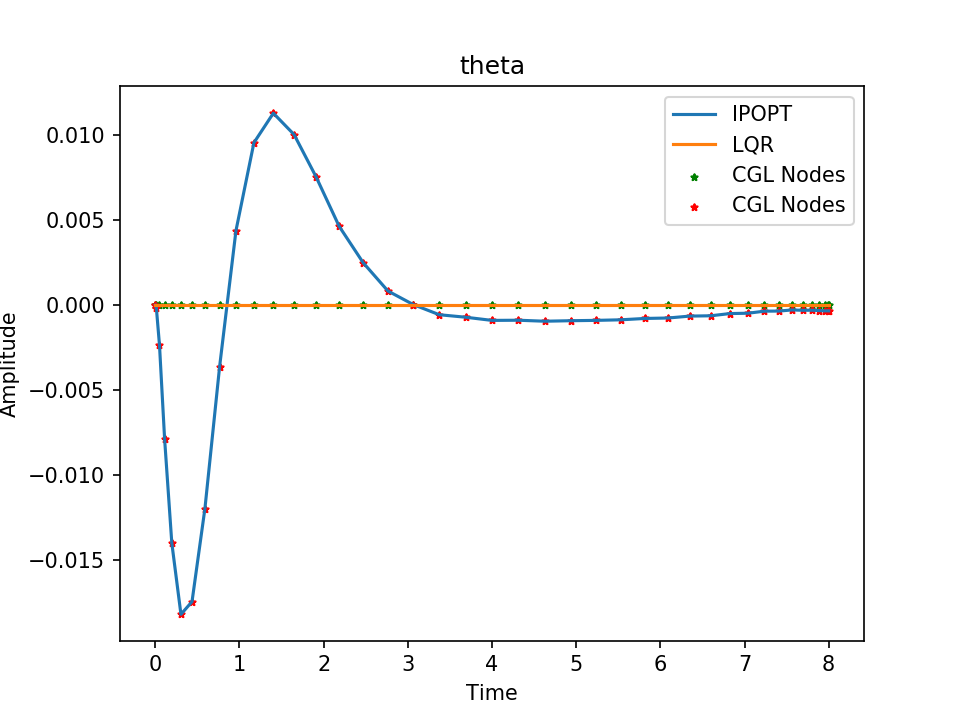 theta
IPOPT
LQR
CGL Nodes
CGL Nodes
0.010
0.005
0.000
−0.005
−0.010
−0.015
Amplitude
0 1 2 3 4 5 6 7 8
Time